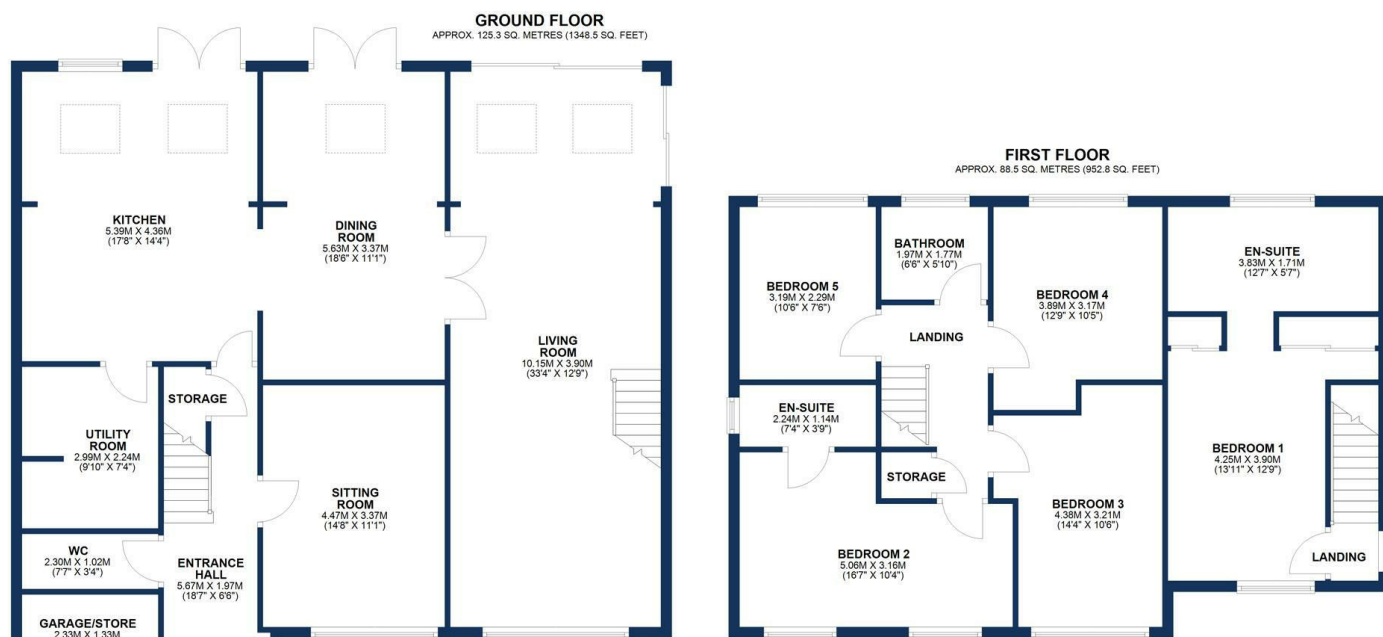 GROUND FLOOR
APPROX. 125.3 SQ. METRES (1348.5 SQ. FEET)
KITCHEN
5.39M X 4.36M
(17'8" X 14'4")
DINING
ROOM
5.63M X 3.37M
(18'6" X 11'1")
LIVING
ROOM
10.15M X 3.90M
(33'4" X 12'9")
STORAGE
UTILITY
ROOM
2.99M X 2.24M
(9'10" X 7'4")
SITTING
ROOM
4.47M X 3.37M
(14'8" X 11'1")
WC
2.30M X 1.02M
(7'7" X 3'4")
ENTRANCE
HALL
5.67M X 1.97M
(18'7" X 6'6")
GARAGE/STORE
2.33M X 1.33M
FIRST FLOOR
APPROX. 88.5 SQ. METRES (952.8 SQ. FEET)
BEDROOM 5
3.19M X 2.29M
(10'6" X 7'6")
BATHROOM
1.97M X 1.77M
(6'6" X 5'10")
BEDROOM 4
3.89M X 3.17M
(12'9" X 10'5")
EN-SUITE
3.83M X 1.71M
(12'7" X 5'7")
LANDING
EN-SUITE
2.24M X 1.14M
(7'4" X 3'9")
STORAGE
BEDROOM 1
4.25M X 3.90M
(13'11" X 12'9")
BEDROOM 2
5.06M X 3.16M
(16'7" X 10'4")
BEDROOM 3
4.38M X 3.21M
(14'4" X 10'6")
LANDING